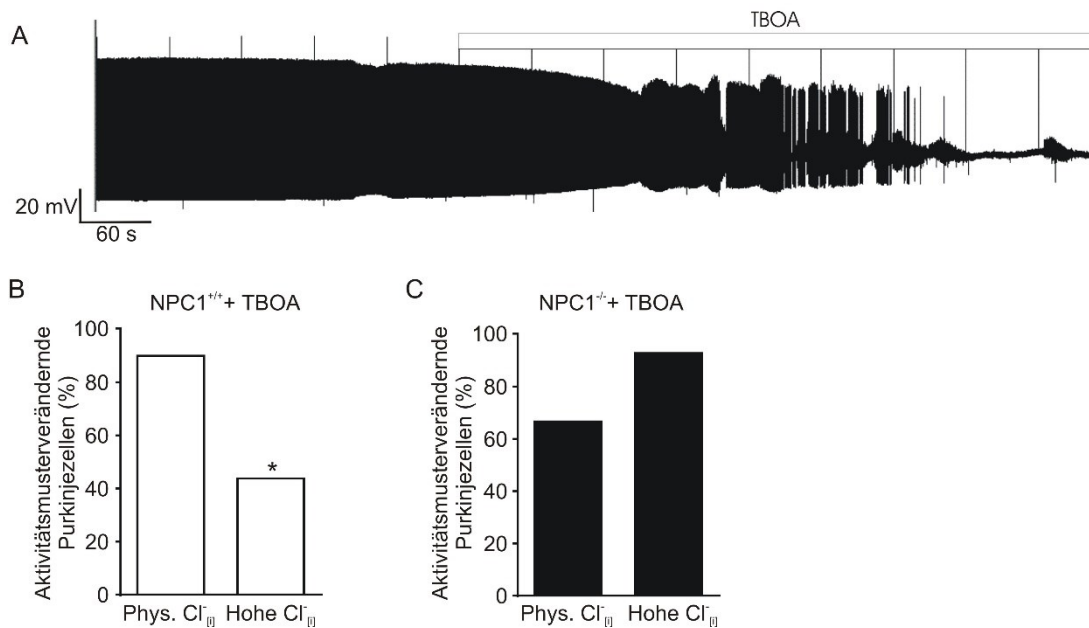 A
TBOA
20 mV
60 s
B
NPC1+/+ + TBOA
Aktivitätsmusterverändernde
Purkinjezellen (%)
100
80
60
40
20
0
*
Phys. Cl-[i] Hohe Cl-[i]
C
NPC1-/- + TBOA
Aktivitätsmusterverändernde
Purkinjezellen (%)
100
80
60
40
20
0
Phys. Cl-[i] Hohe Cl-[i]